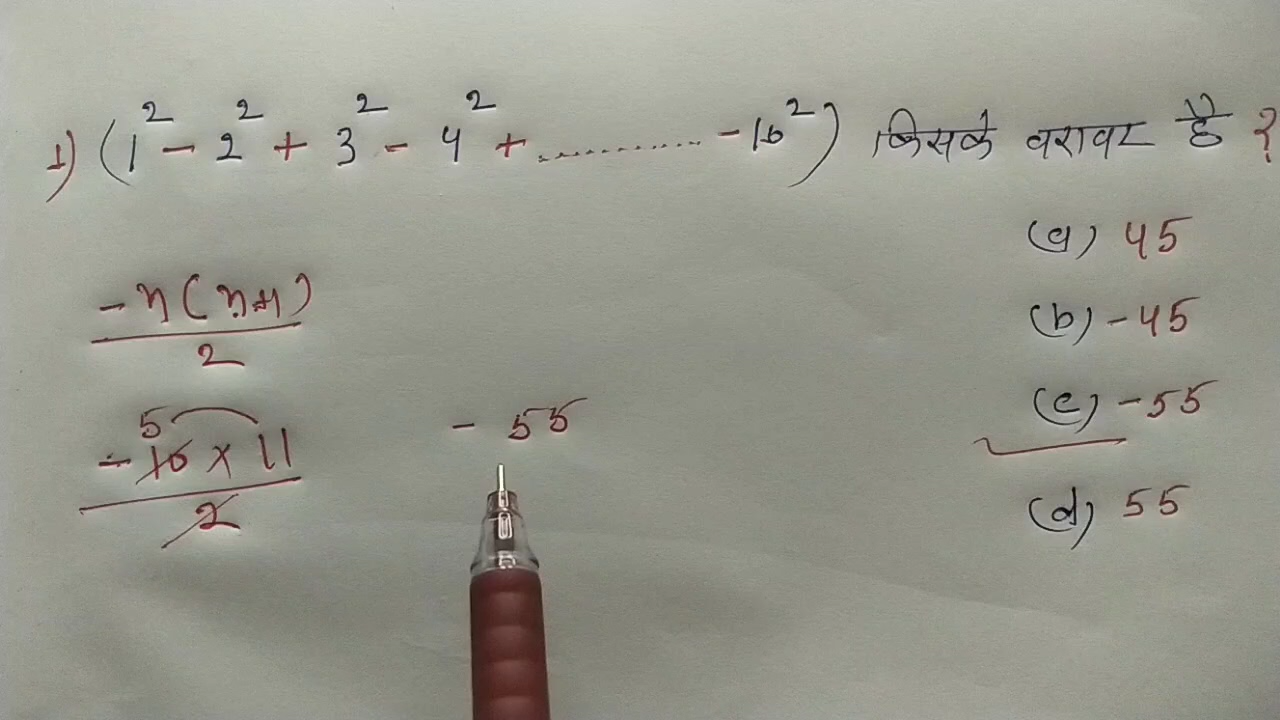 1) (1² - 2² + 3² - 4² + .......... - 10²) किसके बराबर है ?
(a) 45
-n(n+1)
2
(b) -45
5
-10 × 11
2
- 55
(c) -55
(d) 55